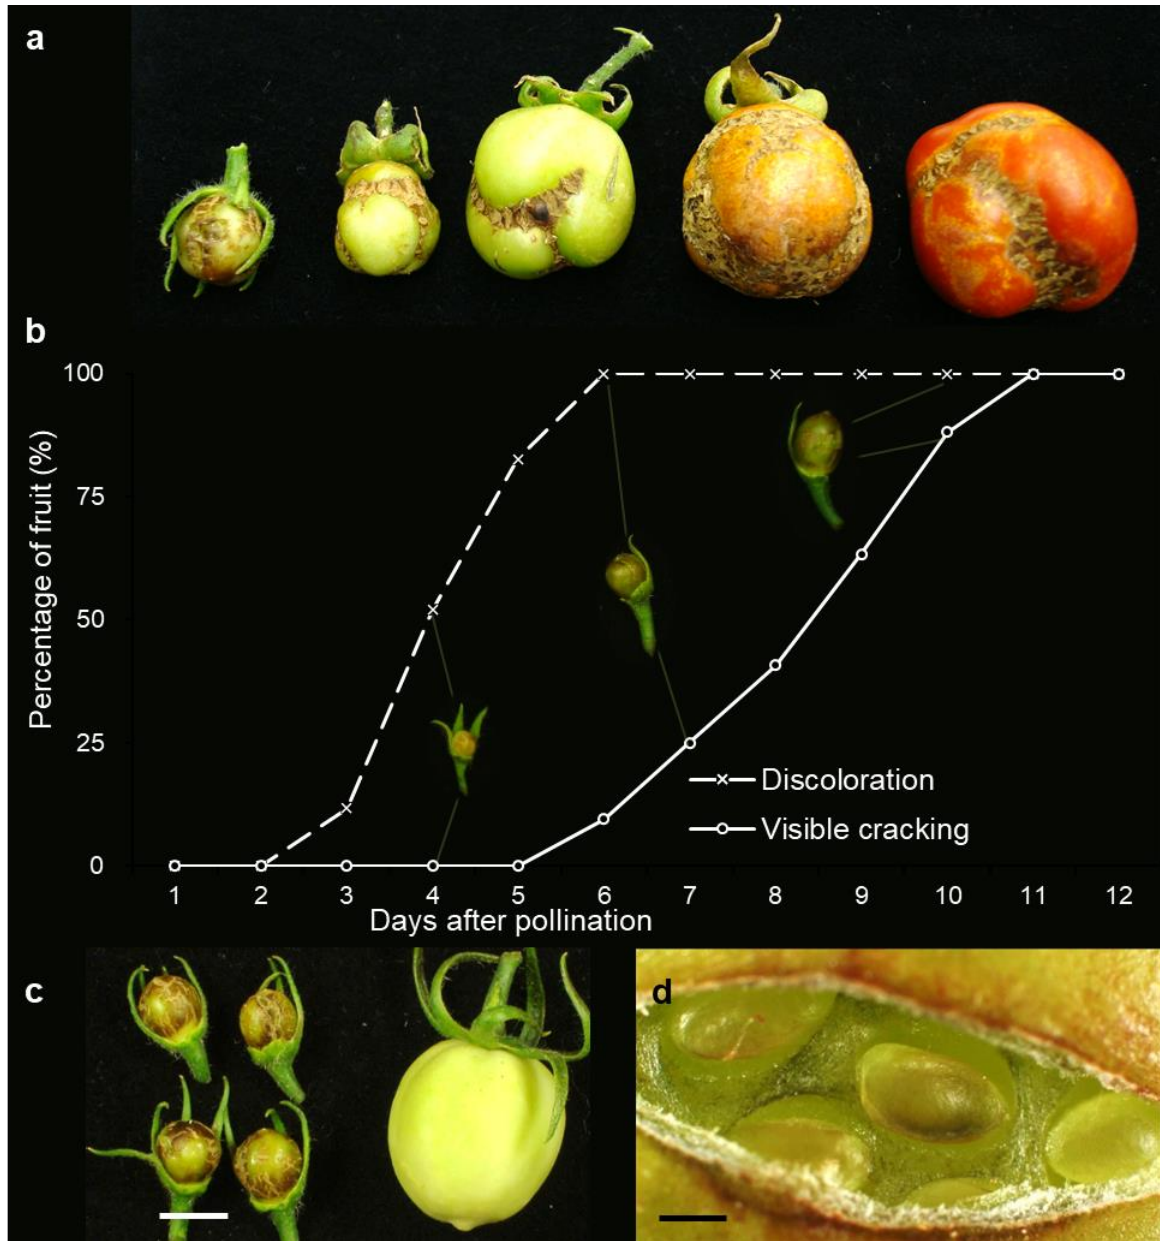 a
b
100
75
50
25
0
Percentage of fruit (%)
Discoloration
Visible cracking
1 2 3 4 5 6 7 8 9 10 11 12
Days after pollination
c
d